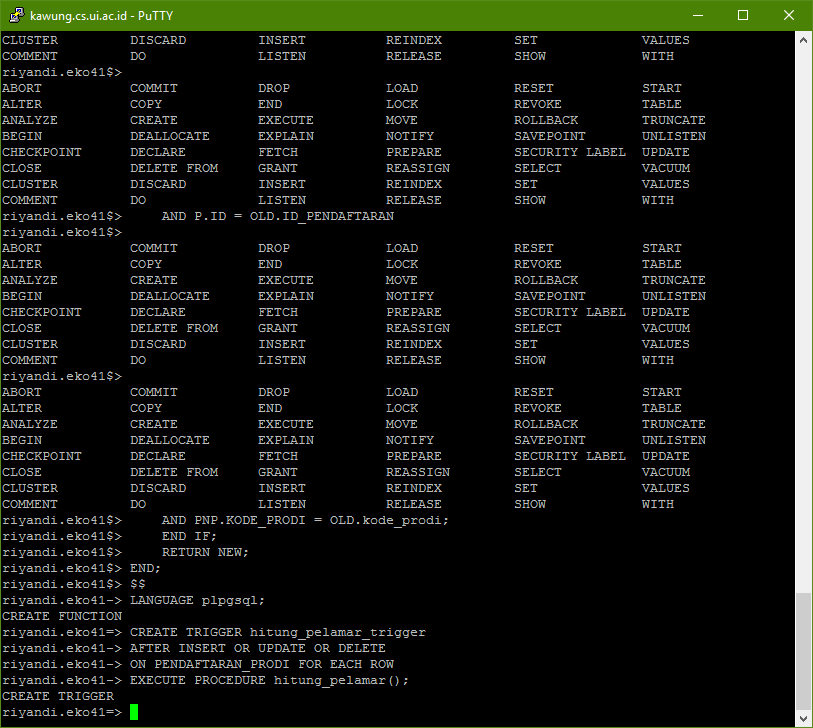 kawung.cs.ui.ac.id - PuTTY
CLUSTER         DISCARD         INSERT          REINDEX         SET             VALUES
COMMENT         DO              LISTEN          RELEASE         SHOW            WITH
riyandi.eko41$>
ABORT           COMMIT          DROP            LOAD            RESET           START
ALTER           COPY            END             LOCK            REVOKE          TABLE
ANALYZE         CREATE          EXECUTE         MOVE            ROLLBACK        TRUNCATE
BEGIN           DEALLOCATE      EXPLAIN         NOTIFY          SAVEPOINT       UNLISTEN
CHECKPOINT      DECLARE         FETCH           PREPARE         SECURITY LABEL  UPDATE
CLOSE           DELETE FROM     GRANT           REASSIGN        SELECT          VACUUM
CLUSTER         DISCARD         INSERT          REINDEX         SET             VALUES
COMMENT         DO              LISTEN          RELEASE         SHOW            WITH
riyandi.eko41$>     AND P.ID = OLD.ID_PENDAFTARAN
riyandi.eko41$>
ABORT           COMMIT          DROP            LOAD            RESET           START
ALTER           COPY            END             LOCK            REVOKE          TABLE
ANALYZE         CREATE          EXECUTE         MOVE            ROLLBACK        TRUNCATE
BEGIN           DEALLOCATE      EXPLAIN         NOTIFY          SAVEPOINT       UNLISTEN
CHECKPOINT      DECLARE         FETCH           PREPARE         SECURITY LABEL  UPDATE
CLOSE           DELETE FROM     GRANT           REASSIGN        SELECT          VACUUM
CLUSTER         DISCARD         INSERT          REINDEX         SET             VALUES
COMMENT         DO              LISTEN          RELEASE         SHOW            WITH
riyandi.eko41$>
ABORT           COMMIT          DROP            LOAD            RESET           START
ALTER           COPY            END             LOCK            REVOKE          TABLE
ANALYZE         CREATE          EXECUTE         MOVE            ROLLBACK        TRUNCATE
BEGIN           DEALLOCATE      EXPLAIN         NOTIFY          SAVEPOINT       UNLISTEN
CHECKPOINT      DECLARE         FETCH           PREPARE         SECURITY LABEL  UPDATE
CLOSE           DELETE FROM     GRANT           REASSIGN        SELECT          VACUUM
CLUSTER         DISCARD         INSERT          REINDEX         SET             VALUES
COMMENT         DO              LISTEN          RELEASE         SHOW            WITH
riyandi.eko41$>     AND PNP.KODE_PRODI = OLD.kode_prodi;
riyandi.eko41$>     END IF;
riyandi.eko41$>     RETURN NEW;
riyandi.eko41$> END;
riyandi.eko41$> $$
riyandi.eko41-> LANGUAGE plpgsql;
CREATE FUNCTION
riyandi.eko41=> CREATE TRIGGER hitung_pelamar_trigger
riyandi.eko41-> AFTER INSERT OR UPDATE OR DELETE
riyandi.eko41-> ON PENDAFTARAN_PRODI FOR EACH ROW
riyandi.eko41-> EXECUTE PROCEDURE hitung_pelamar();
CREATE TRIGGER
riyandi.eko41=>